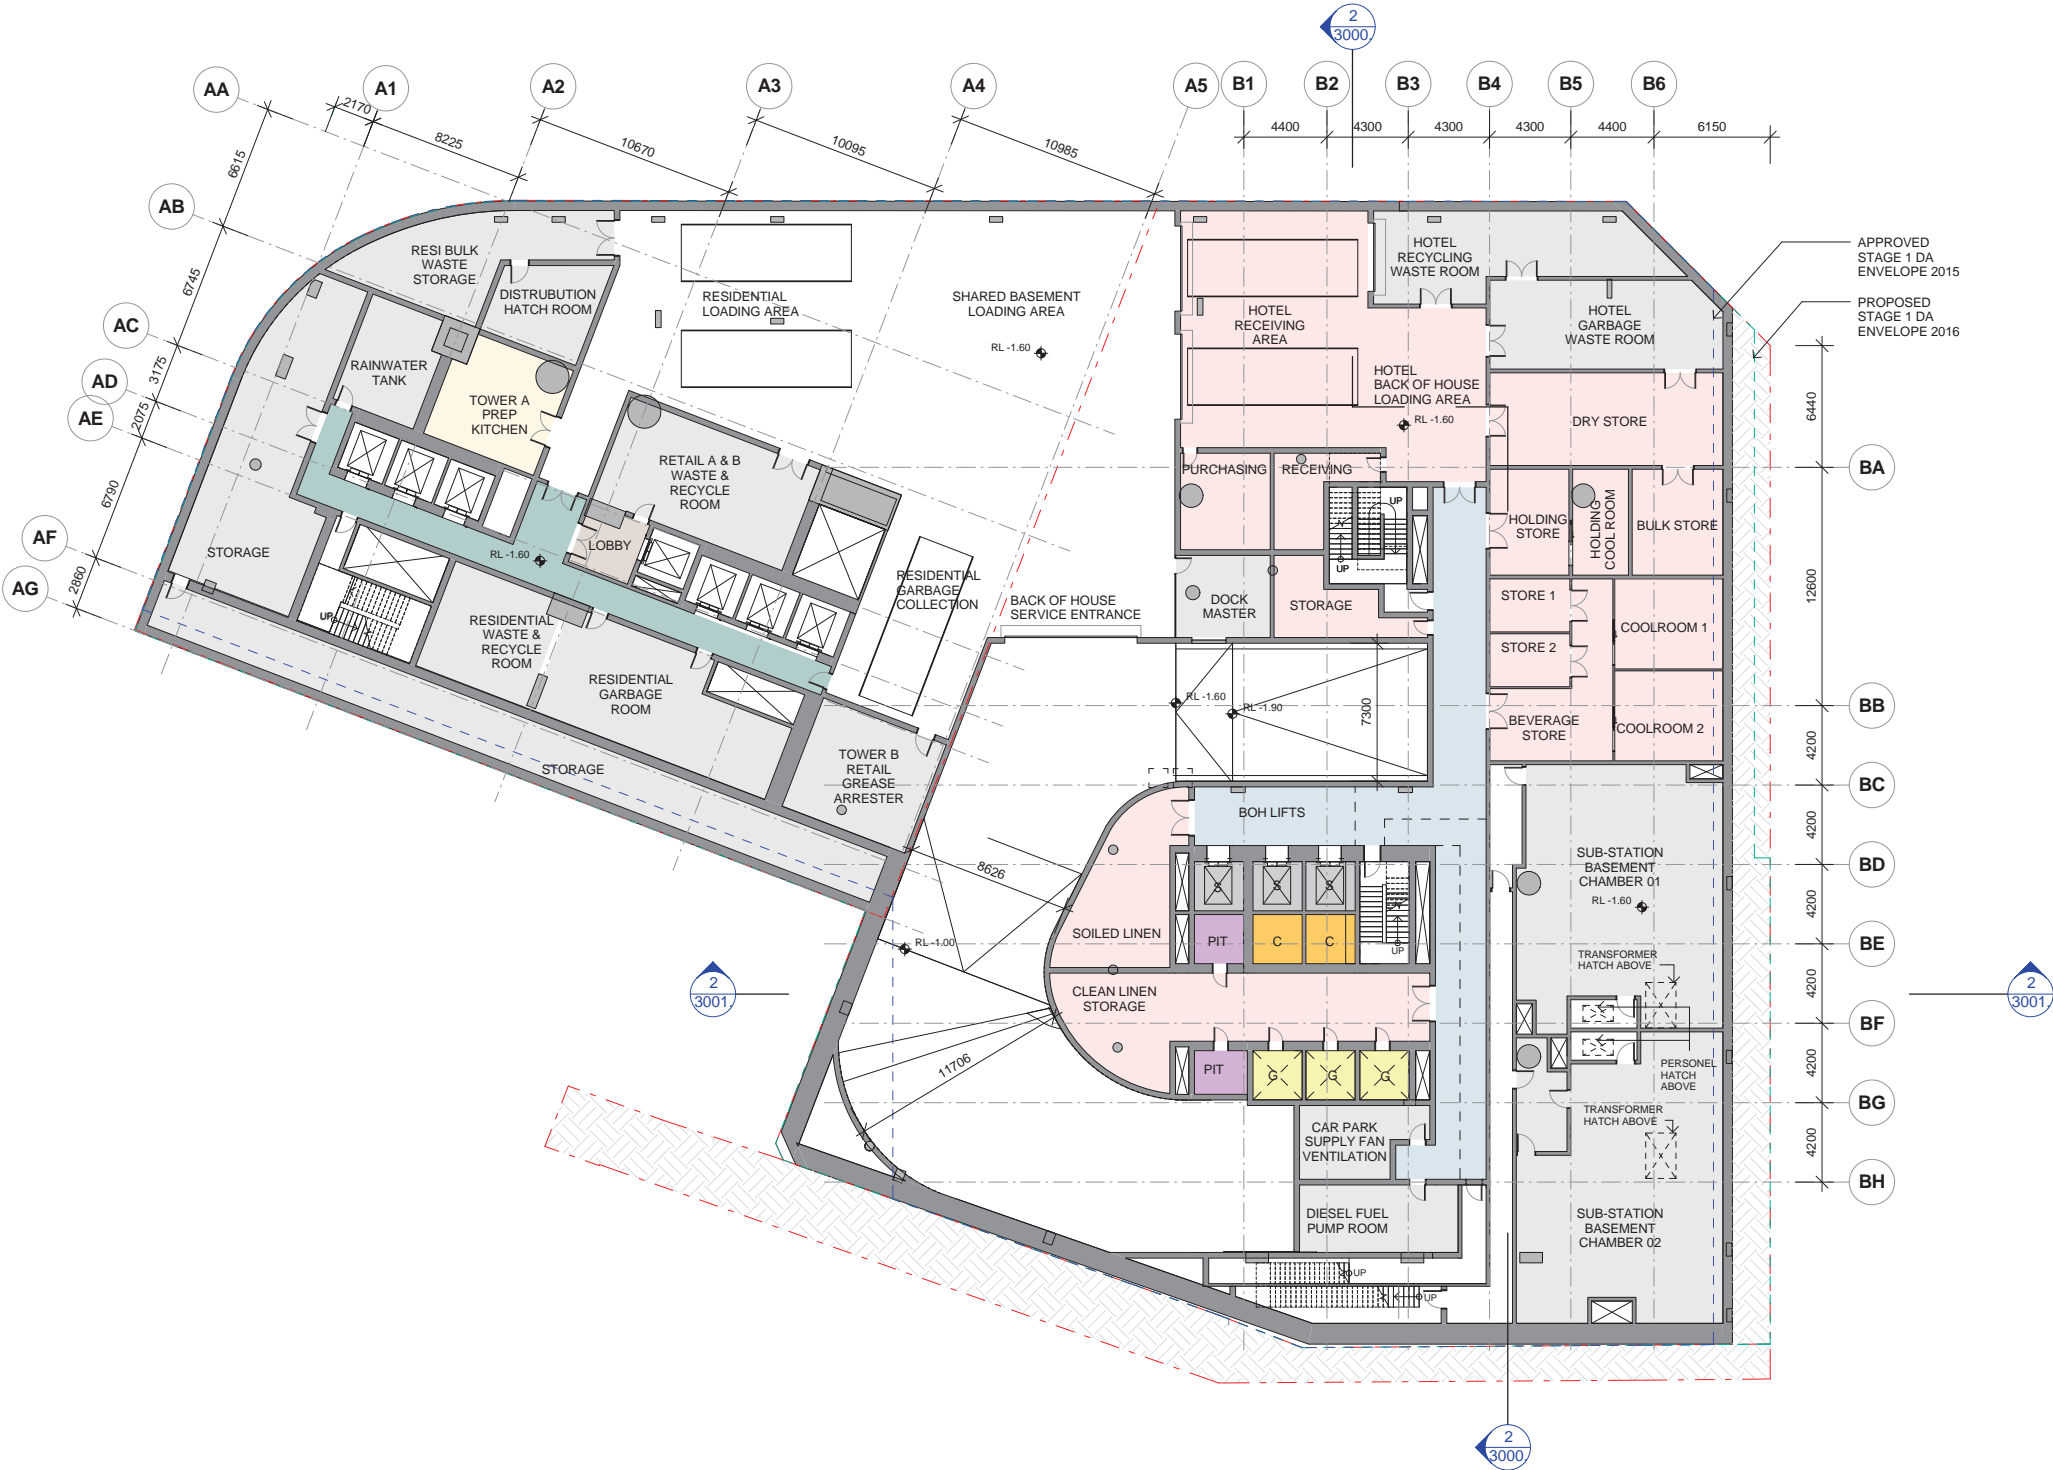 2
3000.
AA
A1
A2
A3
A4
A5
B1
B2
B3
B4
B5
B6
2170
8225
10670
10095
10985
4400
4300
4300
4300
4400
6150
6615
6745
3175
2075
6790
2860
AB
AC
AD
AE
AF
AG
RESI BULK
WASTE
STORAGE
DISTRUBUTION
HATCH ROOM
RESIDENTIAL
LOADING AREA
SHARED BASEMENT
LOADING AREA
RL -1.60
HOTEL
RECEIVING
AREA
HOTEL
RECYCLING
WASTE ROOM
HOTEL
GARBAGE
WASTE ROOM
APPROVED
STAGE 1 DA
ENVELOPE 2015
PROPOSED
STAGE 1 DA
ENVELOPE 2016
RAINWATER
TANK
TOWER A
PREP
KITCHEN
HOTEL
BACK OF HOUSE
LOADING AREA
RL -1.60
DRY STORE
6440
BA
RETAIL A & B
WASTE &
RECYCLE
ROOM
PURCHASING
RECEIVING
UP
UP
HOLDING
STORE
HOLDING
COOL ROOM
BULK STORE
STORAGE
RL -1.60
LOBBY
RESIDENTIAL
GARBAGE
COLLECTION
BACK OF HOUSE
SERVICE ENTRANCE
DOCK
MASTER
STORAGE
STORE 1
STORE 2
COOLROOM 1
12600
UP
RESIDENTIAL
WASTE &
RECYCLE
ROOM
RESIDENTIAL
GARBAGE
ROOM
RL -1.60
RL -1.90
7300
BEVERAGE
STORE
COOLROOM 2
BB
4200
STORAGE
TOWER B
RETAIL
GREASE
ARRESTER
BOH LIFTS
BC
4200
8626
S
S
S
SUB-STATION
BASEMENT
CHAMBER 01
RL -1.60
BD
4200
SOILED LINEN
PIT
C
C
UP
RL -1.00
BE
TRANSFORMER
HATCH ABOVE
4200
2
3001.
2
3001.
CLEAN LINEN
STORAGE
BF
4200
11706
PIT
G
G
G
PERSONEL
HATCH
ABOVE
TRANSFORMER
HATCH ABOVE
BG
4200
CAR PARK
SUPPLY FAN
VENTILATION
BH
DIESEL FUEL
PUMP ROOM
SUB-STATION
BASEMENT
CHAMBER 02
UP
UP
2
3000.